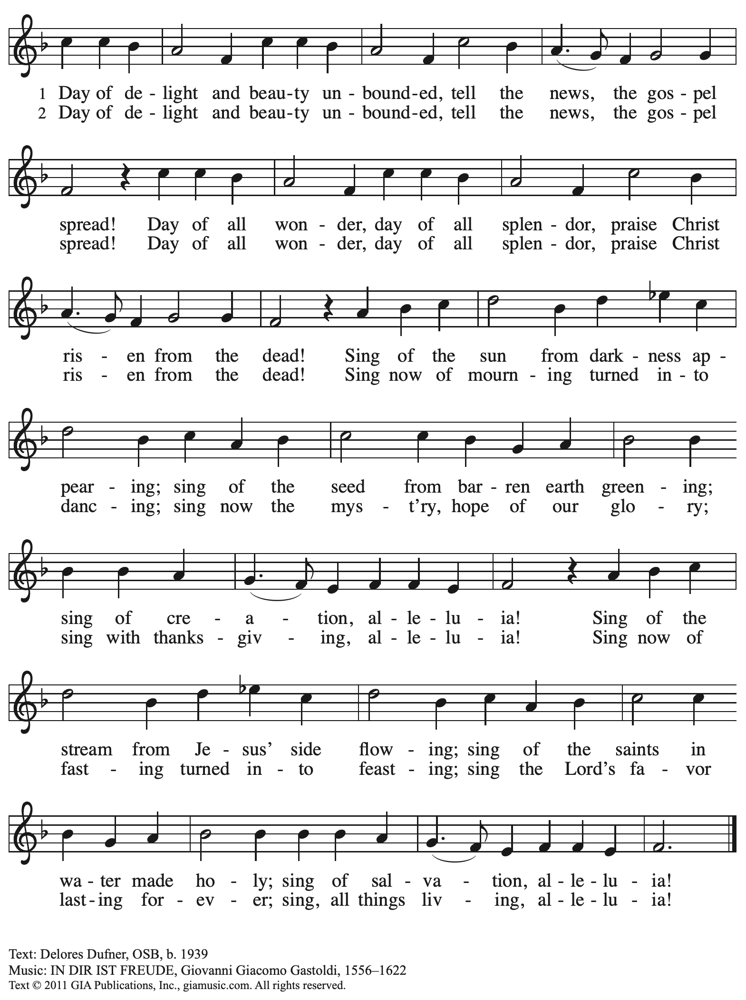 1 Day of de - light and beau-ty un - bound-ed, tell the news, the gos - pel
2 Day of de - light and beau-ty un - bound-ed, tell the news, the gos - pel
spread! Day of all won - der, day of all splen - dor, praise Christ
spread! Day of all won - der, day of all splen - dor, praise Christ
ris - en from the dead! Sing of the sun from dark - ness ap -
ris - en from the dead! Sing now of mourn - ing turned in - to
pear - ing; sing of the seed from bar - ren earth green - ing;
danc - ing; sing now the mys - t’ry, hope of our glo - ry;
sing of cre - a - tion, al - le - lu - ia! Sing of the
sing with thanks - giv - ing, al - le - lu - ia! Sing now of
stream from Je - sus’ side flow - ing; sing of the saints in
fast - ing turned in - to feast - ing; sing the Lord’s fa - vor
wa - ter made ho - ly; sing of sal - va - tion, al - le - lu - ia!
last - ing for - ev - er; sing, all things liv - ing, al - le - lu - ia!
Text: Delores Dufner, OSB, b. 1939
Music: IN DIR IST FREUDE, Giovanni Giacomo Gastoldi, 1556–1622
Text © 2011 GIA Publications, Inc., giamusic.com. All rights reserved.